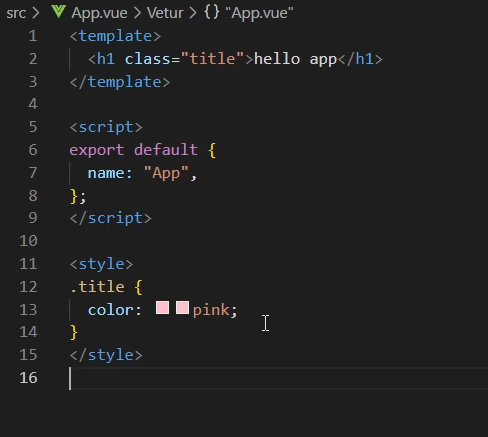 src > App.vue > Vetur > {} "App.vue"
1 <template>
2   <h1 class="title">hello app</h1>
3 </template>
4
5 <script>
6 export default {
7   name: "App",
8 };
9 </script>
10
11 <style>
12 .title {
13   color: pink;
14 }
15 </style>
16